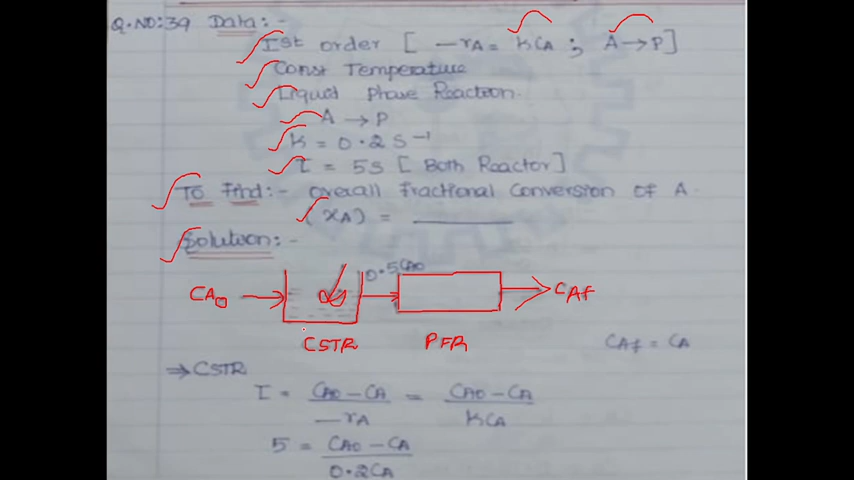 Q.NO:39 Data:-
Ist order [ -rA = KCA ; A → P]
Const Temperature
Liquid Phase Reaction.
A → P
K = 0.2 S⁻¹
τ = 5S [ Both Reactor]
To Find:- Overall fractional Conversion of A.
(XA) = ________
Solution:-
0.5CA0
CA0
CAf
CSTR PFR CAf = CA
⇒ CSTR
τ = CA0 - CA / -rA = CA0 - CA / KCA
5 = CA0 - CA / 0.2CA